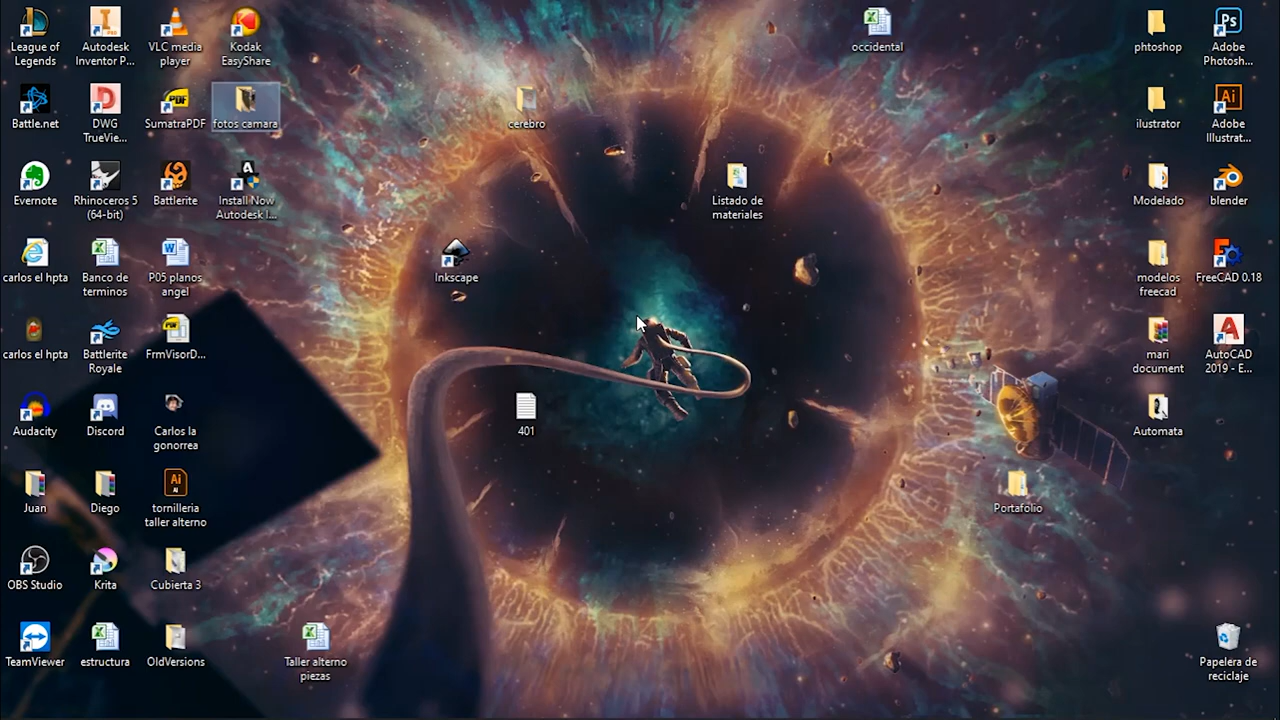 League of
Legends
Autodesk
Inventor P...
VLC media
player
Kodak
EasyShare
occidental
phtoshop
Adobe
Photosh...
Battle.net
DWG
TrueVie...
SumatraPDF
fotos camara
cerebro
ilustrator
Adobe
Illustrat...
Evernote
Rhinoceros 5
(64-bit)
Battlerite
Install Now
Autodesk I...
Listado de
materiales
Modelado
blender
carlos el hpta
Banco de
terminos
P05 planos
angel
Inkscape
modelos
freecad
FreeCAD 0.18
carlos el hpta
Battlerite
Royale
FrmVisorD...
mari
document
AutoCAD
2019 - E...
Audacity
Discord
Carlos la
gonorrea
401
Automata
Juan
Diego
tornilleria
taller alterno
Portafolio
OBS Studio
Krita
Cubierta 3
TeamViewer
estructura
OldVersions
Taller alterno
piezas
Papelera de
reciclaje